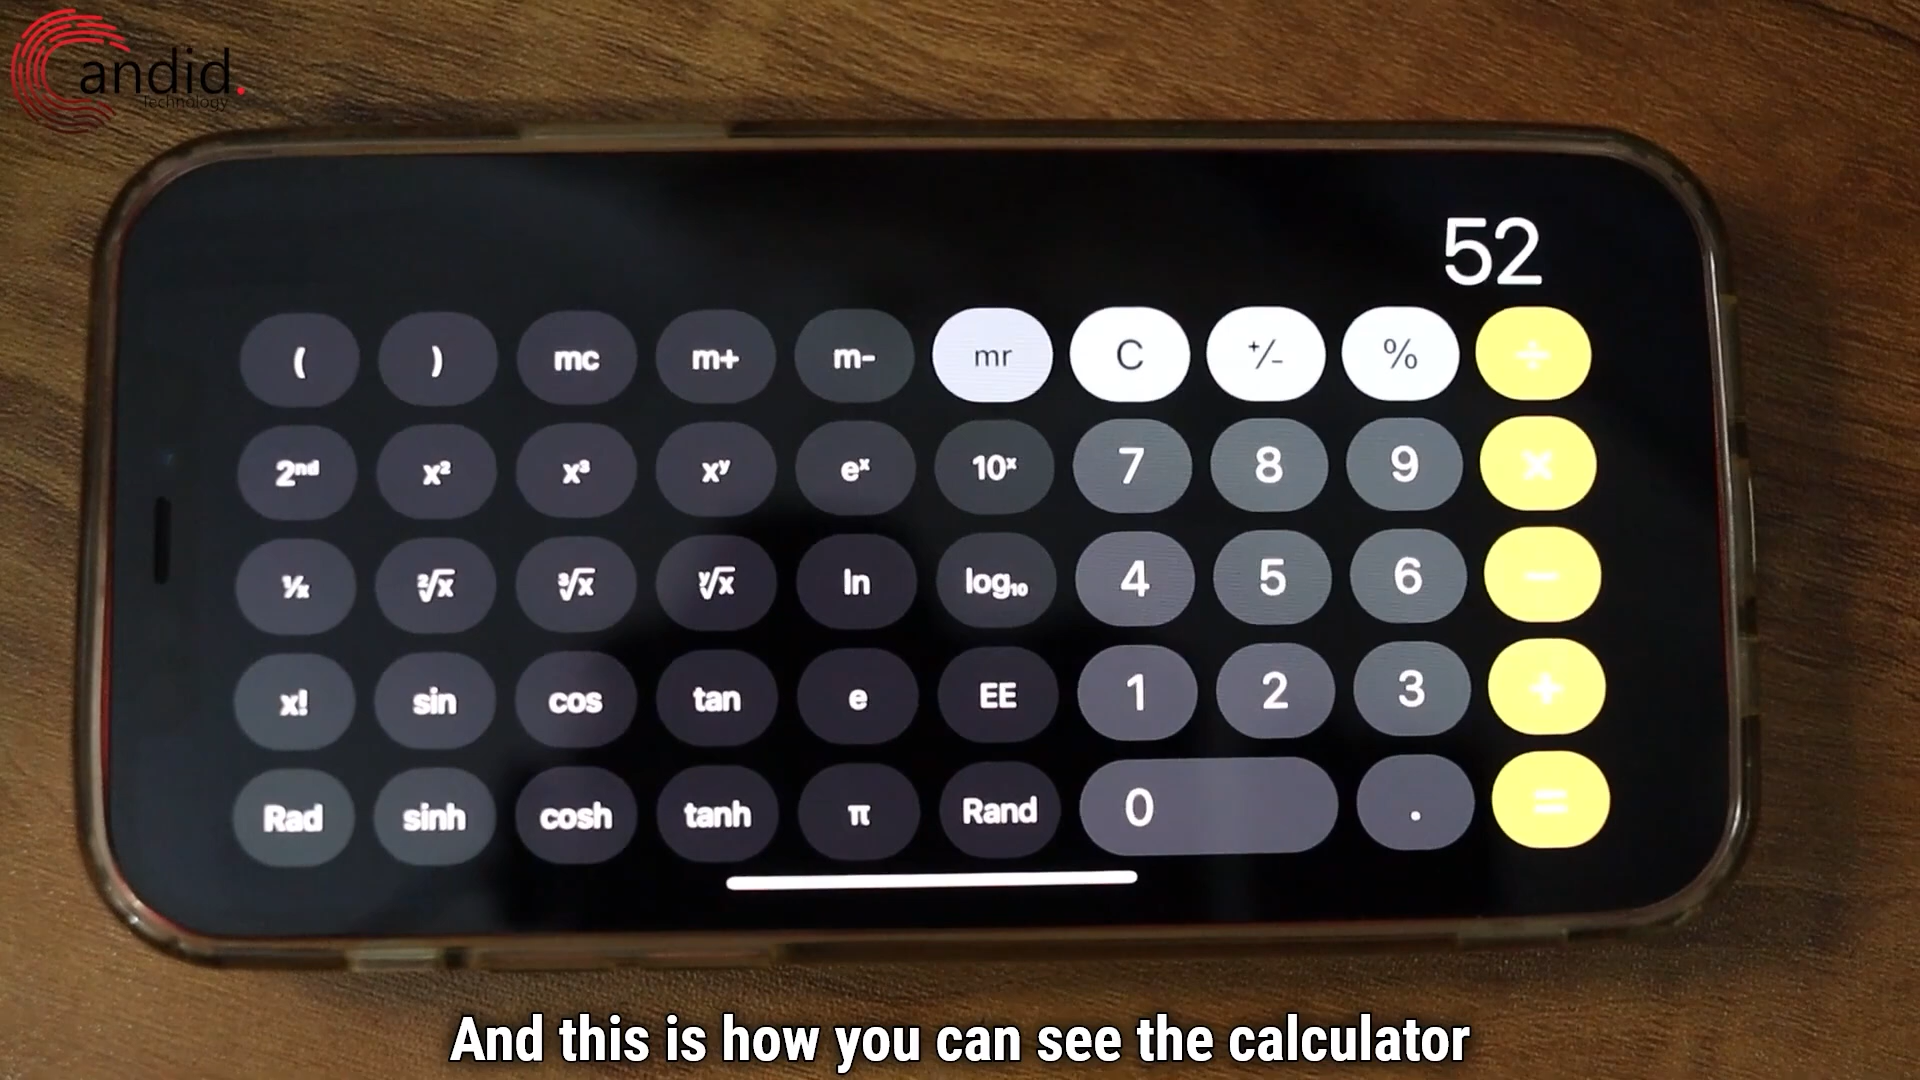 Candid.
Technology
52
( ) mc m+ m- mr C +/- % ÷
2ⁿᵈ x² x³ xʸ eˣ 10ˣ 7 8 9 ×
¹/x ²√x ³√x ʸ√x ln log₁₀ 4 5 6 −
x! sin cos tan e EE 1 2 3 +
Rad sinh cosh tanh π Rand 0 . =
And this is how you can see the calculator